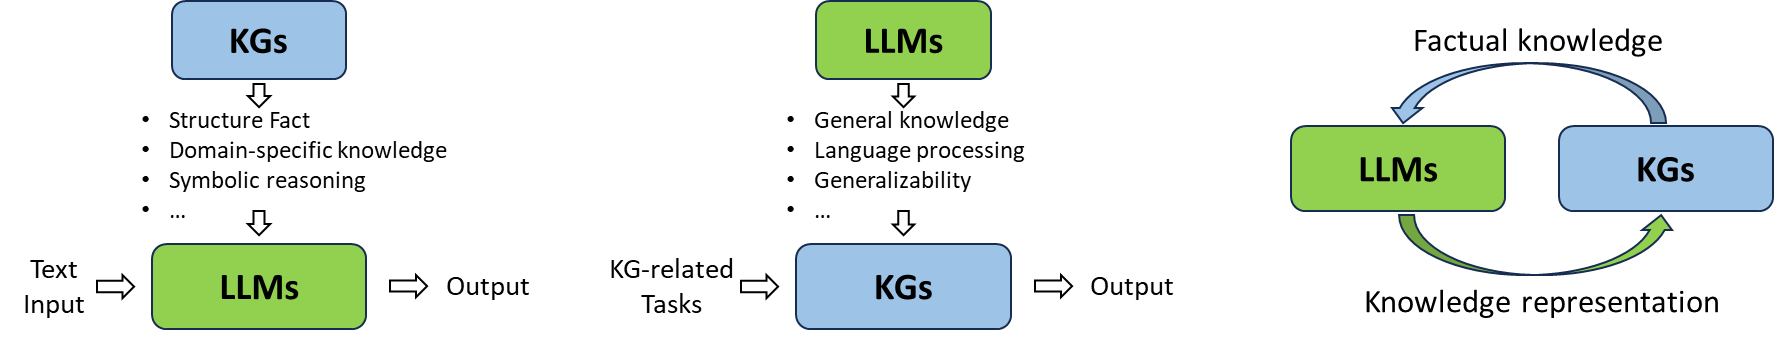 KGs
• Structure Fact
• Domain-specific knowledge
• Symbolic reasoning
• ...
Text
Input
LLMs
Output
LLMs
• General knowledge
• Language processing
• Generalizability
• ...
KG-related
Tasks
KGs
Output
Factual knowledge
LLMs
KGs
Knowledge representation